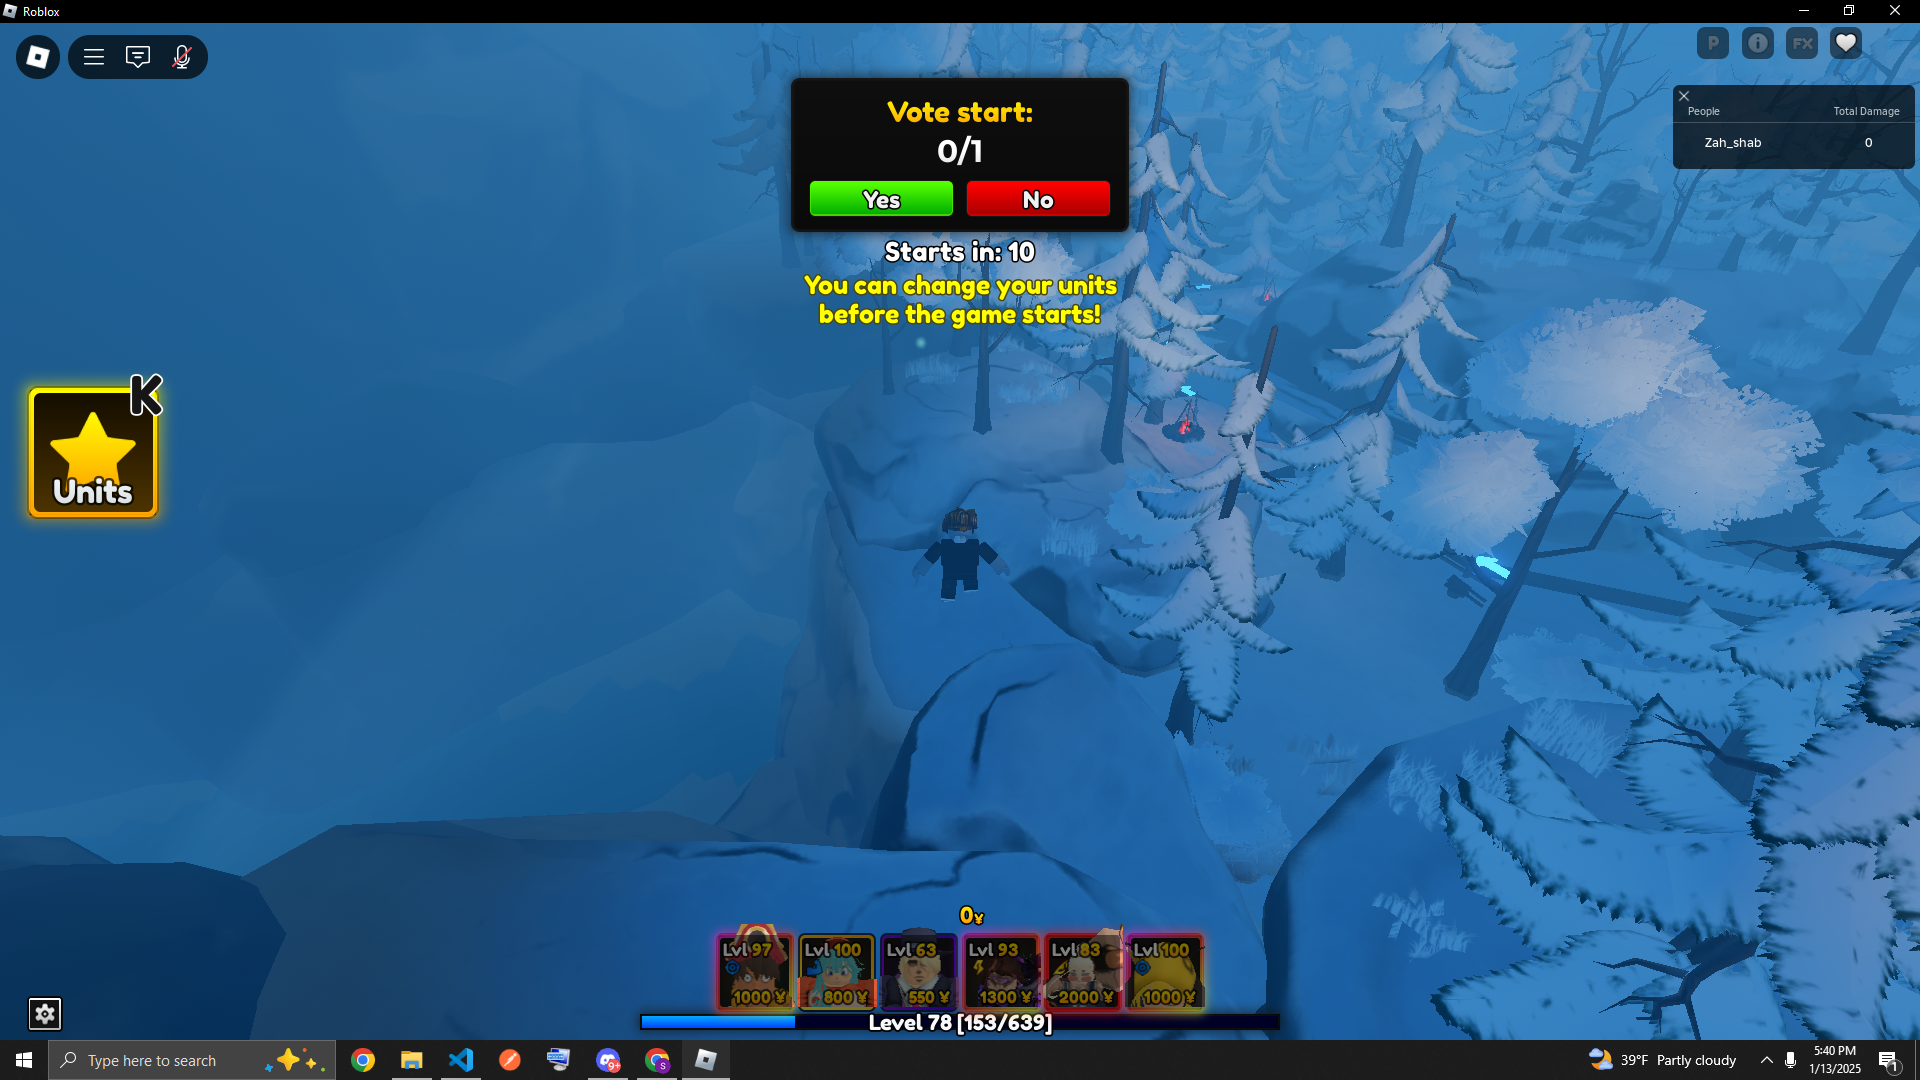 Roblox
P
FX
Vote start:
0/1
Yes
No
Starts in: 10
You can change your units
before the game starts!
People
Total Damage
Zah_shab
0
K
Units
0¥
Lvl 97
1000 ¥
Lvl 100
800 ¥
Lvl 63
550 ¥
Lvl 93
1300 ¥
Lvl 83
2000 ¥
Lvl 100
1000 ¥
Level 78 [153/639]
Type here to search
9+
S
39°F Partly cloudy
5:40 PM
1/13/2025
1